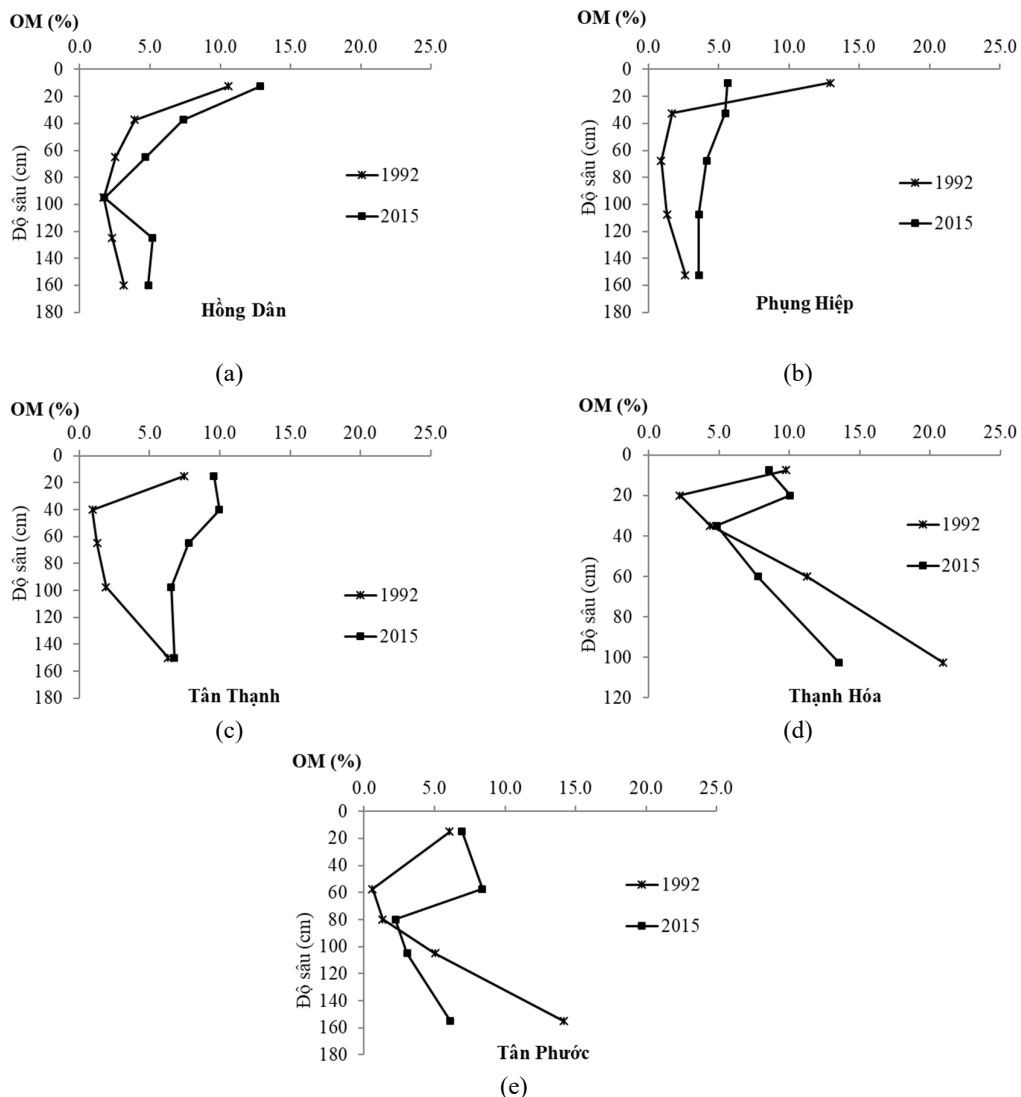 OM (%)
0.0 5.0 10.0 15.0 20.0 25.0
0
20
40
60
80
100
120
140
160
180
Độ sâu (cm)
1992
2015
Hồng Dân
(a)
OM (%)
0.0 5.0 10.0 15.0 20.0 25.0
0
20
40
60
80
100
120
140
160
180
Độ sâu (cm)
1992
2015
Phụng Hiệp
(b)
OM (%)
0.0 5.0 10.0 15.0 20.0 25.0
0
20
40
60
80
100
120
140
160
180
Độ sâu (cm)
1992
2015
Tân Thạnh
(c)
OM (%)
0.0 5.0 10.0 15.0 20.0 25.0
0
20
40
60
80
100
120
Độ sâu (cm)
1992
2015
Thạnh Hóa
(d)
OM (%)
0.0 5.0 10.0 15.0 20.0 25.0
0
20
40
60
80
100
120
140
160
180
Độ sâu (cm)
1992
2015
Tân Phước
(e)